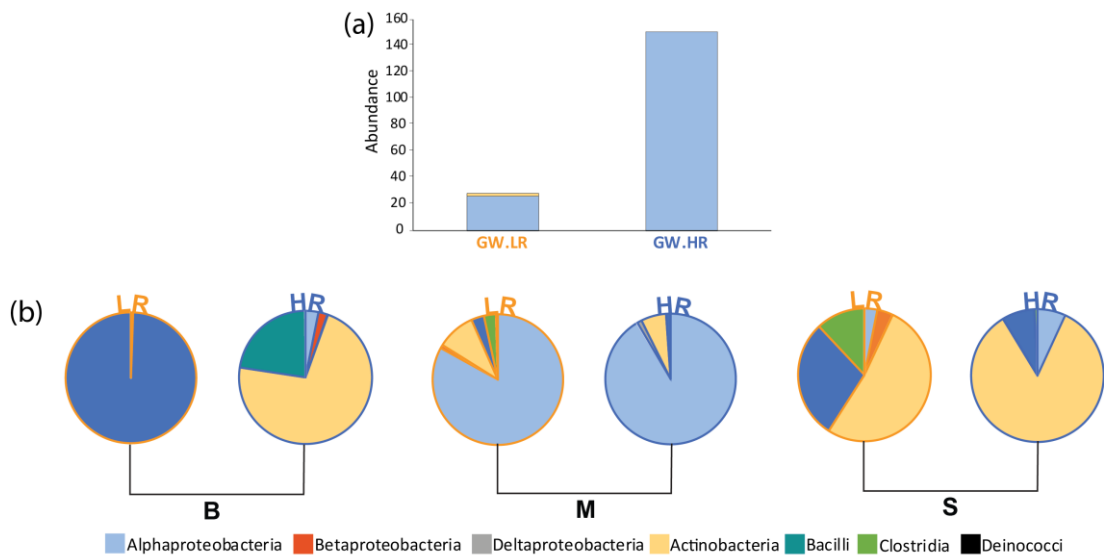 (a)
Abundance
160
140
120
100
80
60
40
20
0
GW.LR
GW.HR
(b)
LR
HR
LR
HR
LR
HR
B
M
S
Alphaproteobacteria Betaproteobacteria Deltaproteobacteria Actinobacteria Bacilli Clostridia Deinococci